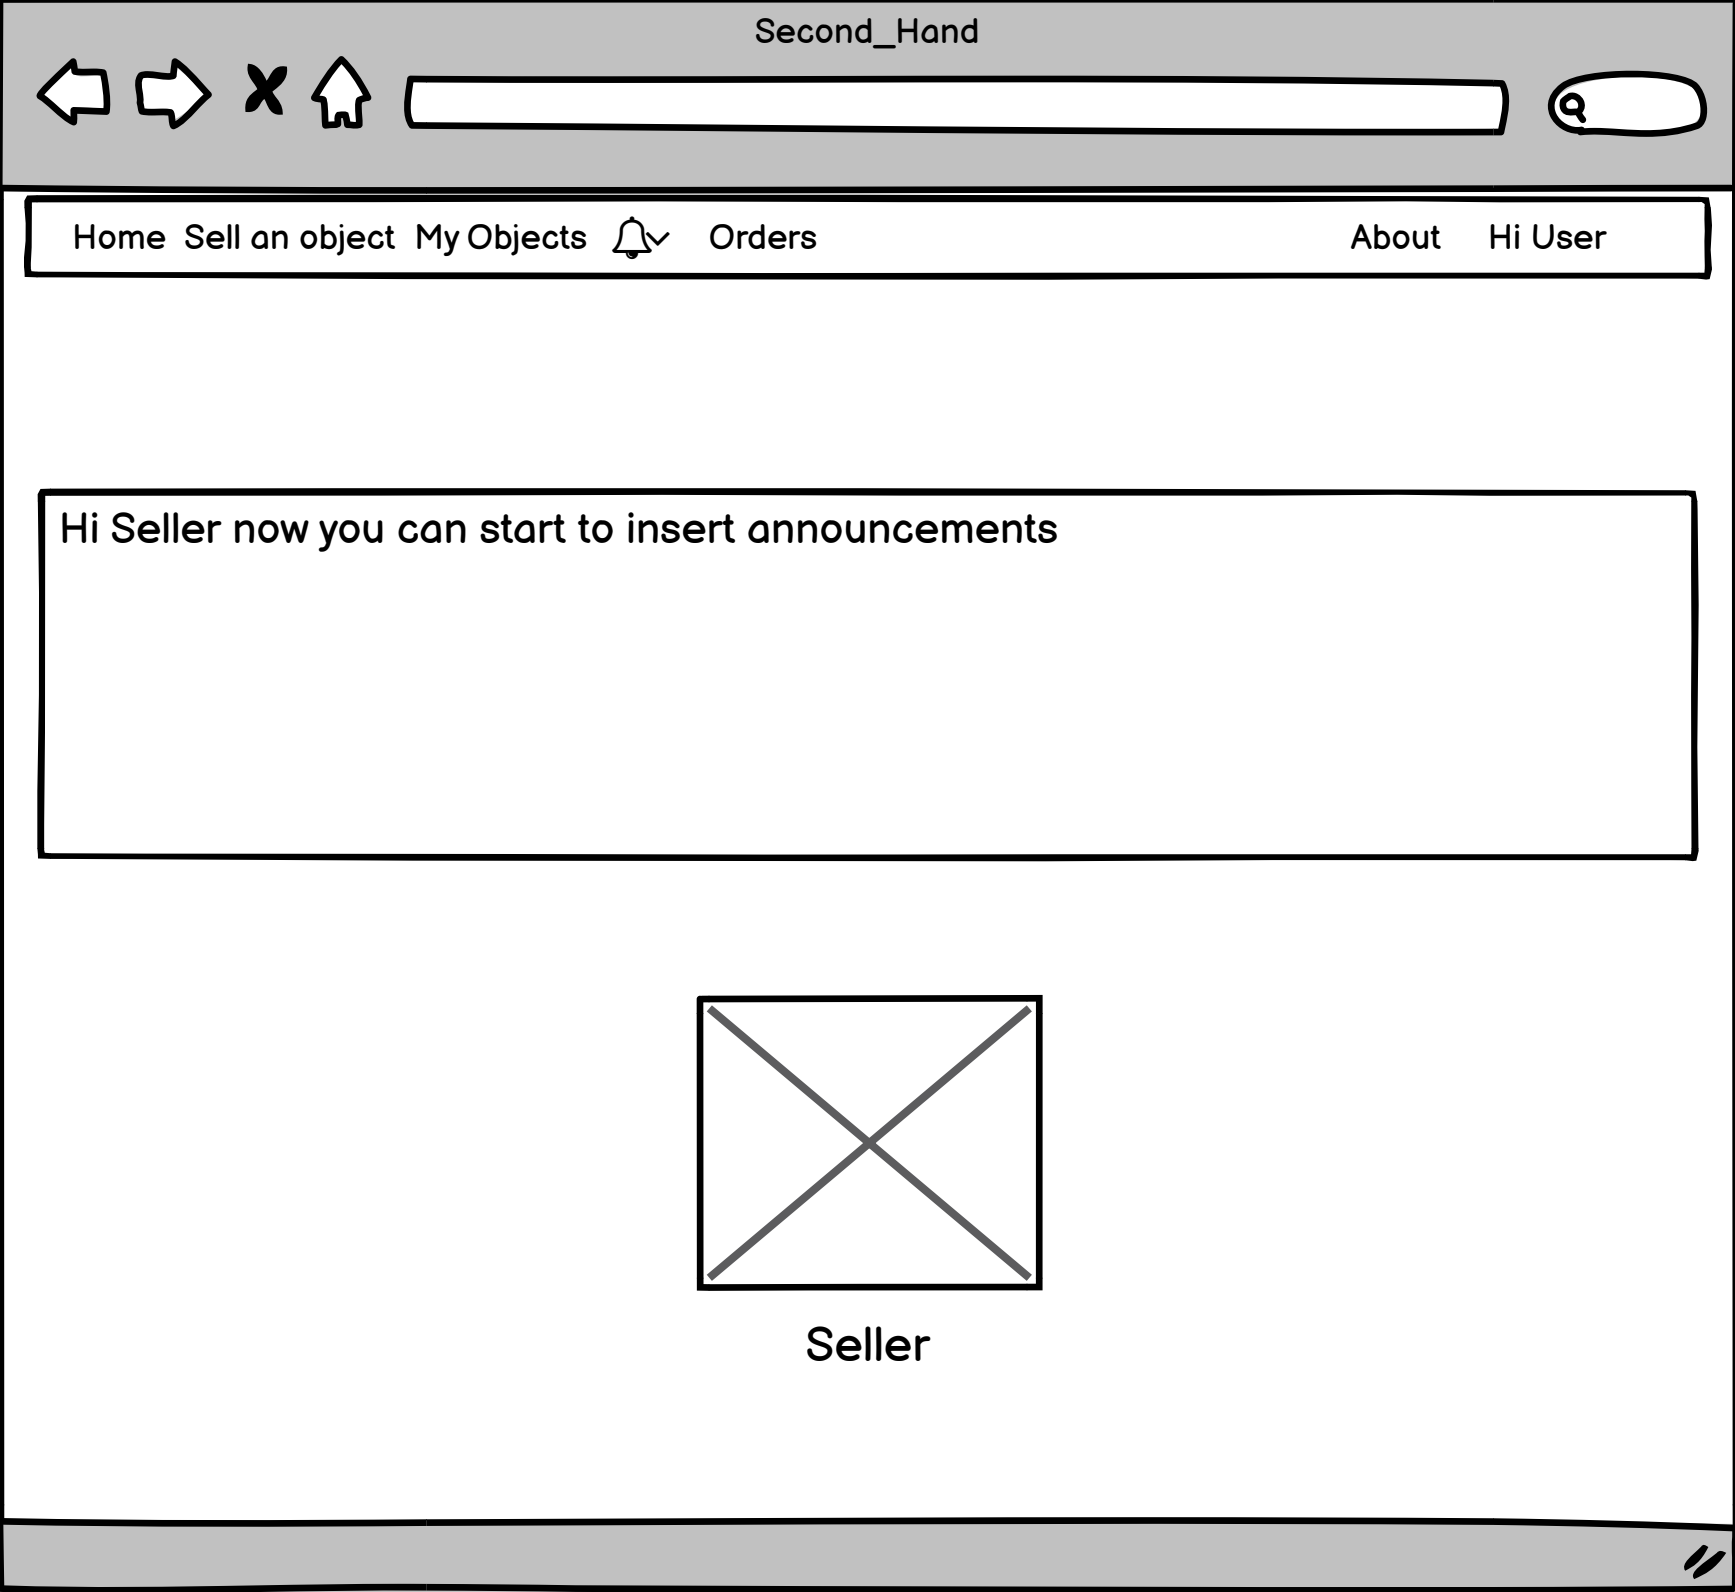 Second_Hand
Home Sell an object My Objects Orders About Hi User
Hi Seller now you can start to insert announcements
Seller